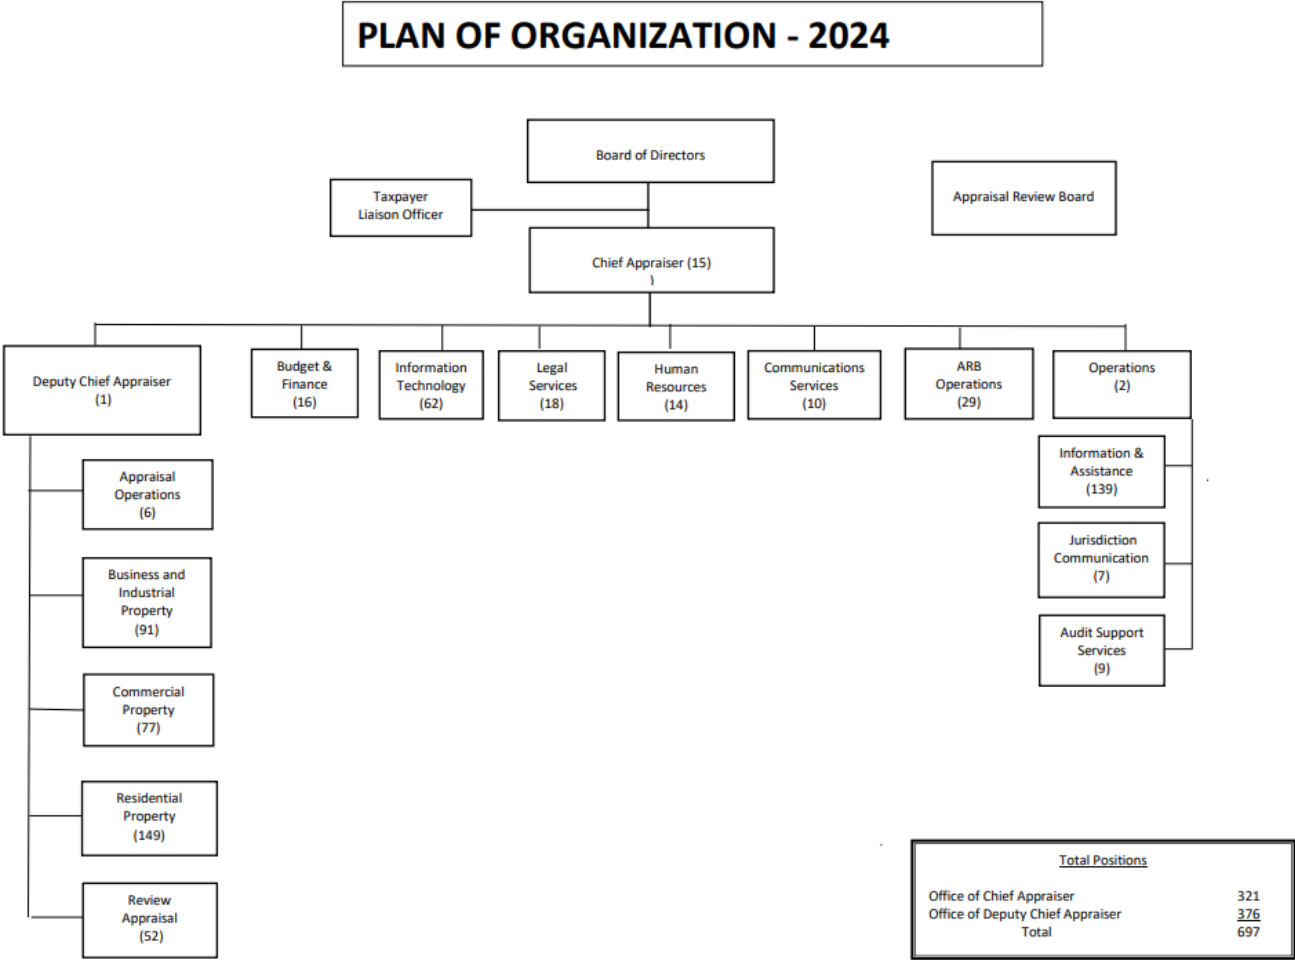 PLAN OF ORGANIZATION - 2024
Board of Directors
Taxpayer
Liaison Officer
Appraisal Review Board
Chief Appraiser (15)
)
Deputy Chief Appraiser
(1)
Budget &
Finance
(16)
Information
Technology
(62)
Legal
Services
(18)
Human
Resources
(14)
Communications
Services
(10)
ARB
Operations
(29)
Operations
(2)
Appraisal
Operations
(6)
Business and
Industrial
Property
(91)
Commercial
Property
(77)
Residential
Property
(149)
Review
Appraisal
(52)
Information &
Assistance
(139)
Jurisdiction
Communication
(7)
Audit Support
Services
(9)
Total Positions
Office of Chief Appraiser 321
Office of Deputy Chief Appraiser 376
Total 697